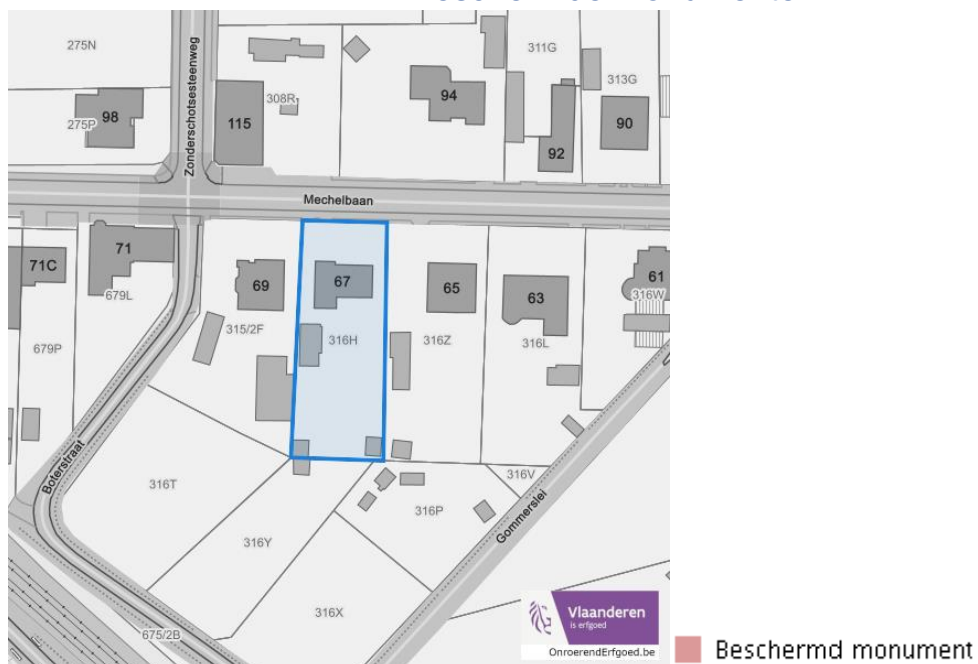 275N
275P
98
Zonderschotsesteenweg
115
308R
94
311G
92
313G
90
Mechelbaan
71C
71
679L
679P
69
315/2F
67
316H
65
316Z
63
316L
61
316W
Boterstraat
316T
316Y
316X
316P
316V
Gommerslei
675/2B
Vlaanderen
is erfgoed
OnroerendErfgoed.be
Beschermd monument